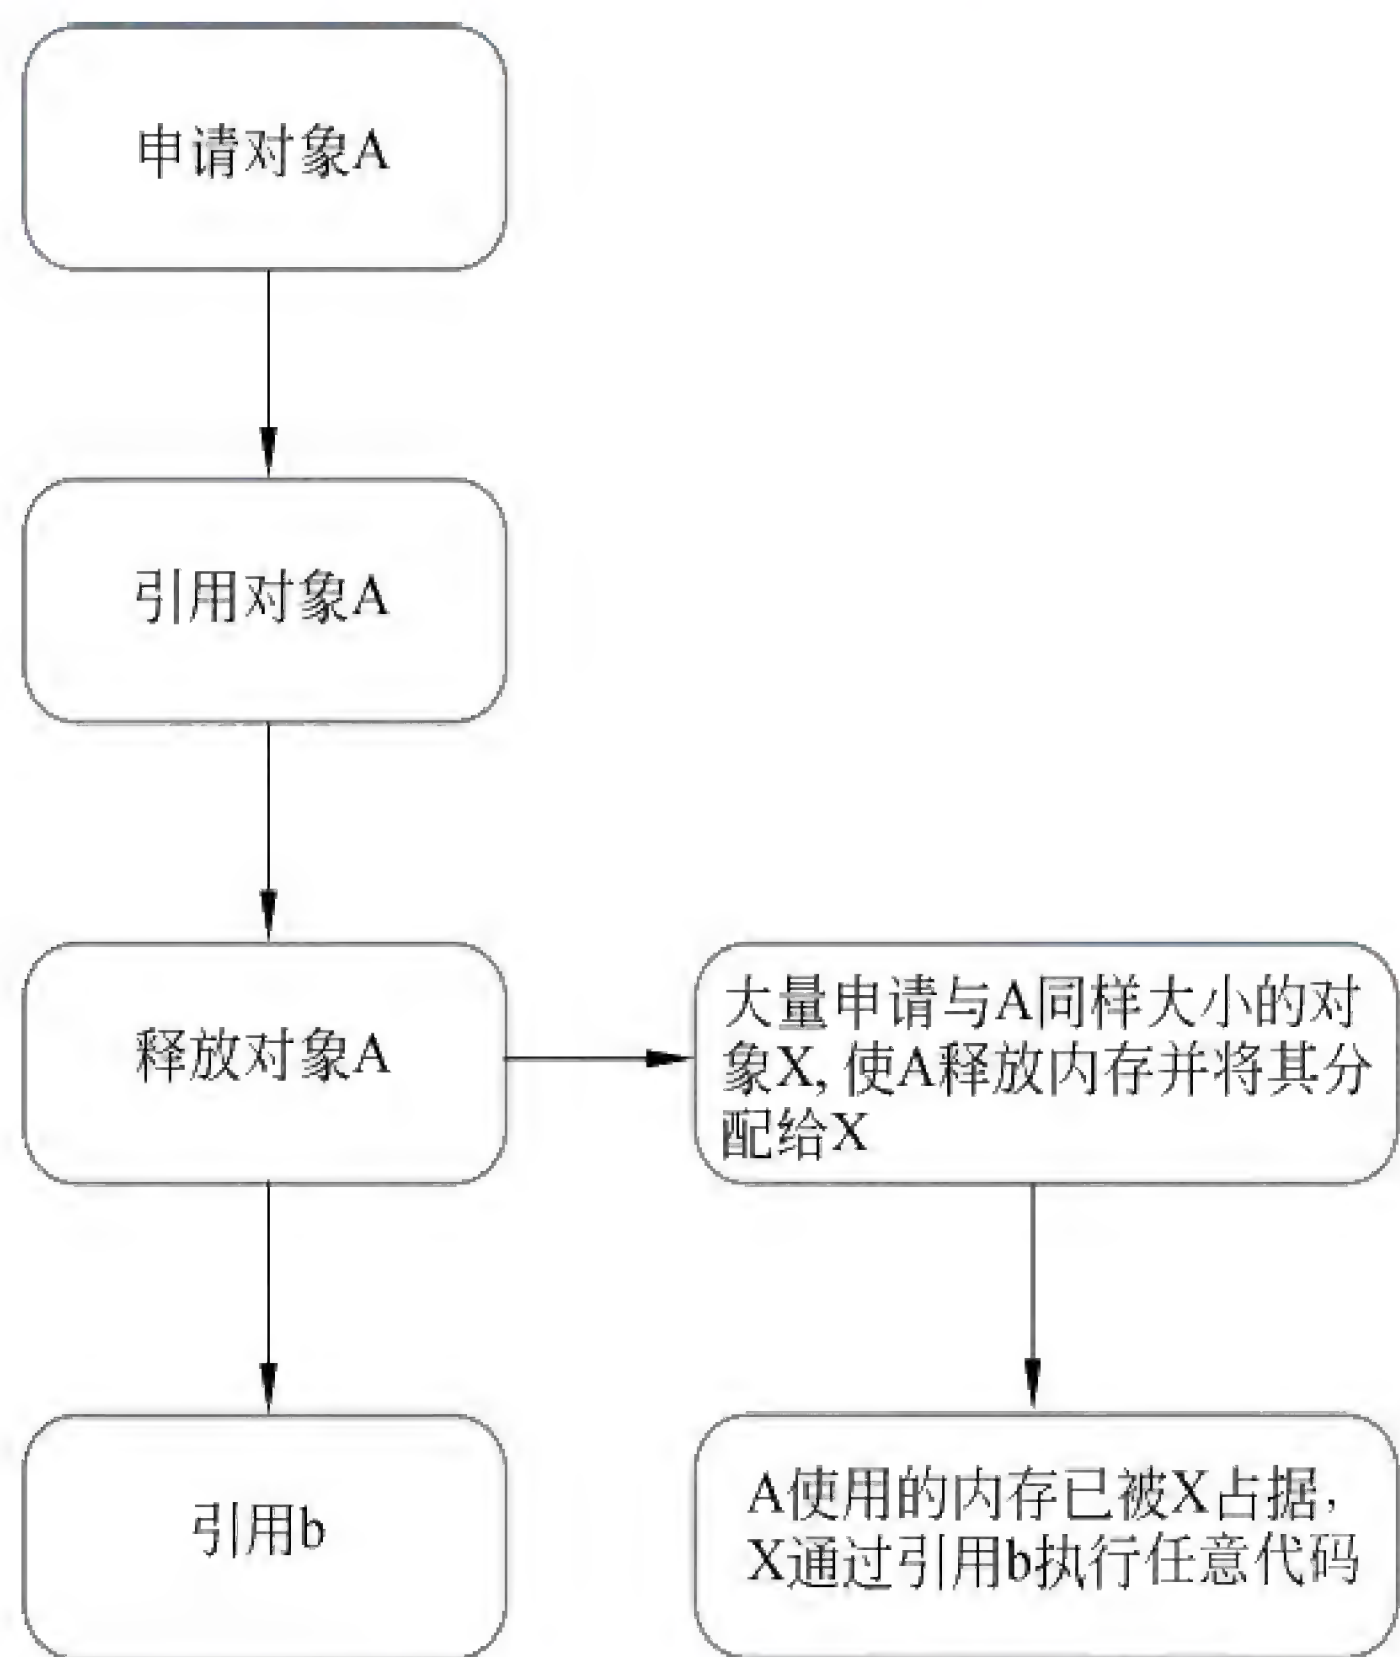 申请对象A
引用对象A
释放对象A
大量申请与A同样大小的对
象X, 使A释放内存并将其分
配给X
引用b
A使用的内存已被X占据，
X通过引用b执行任意代码